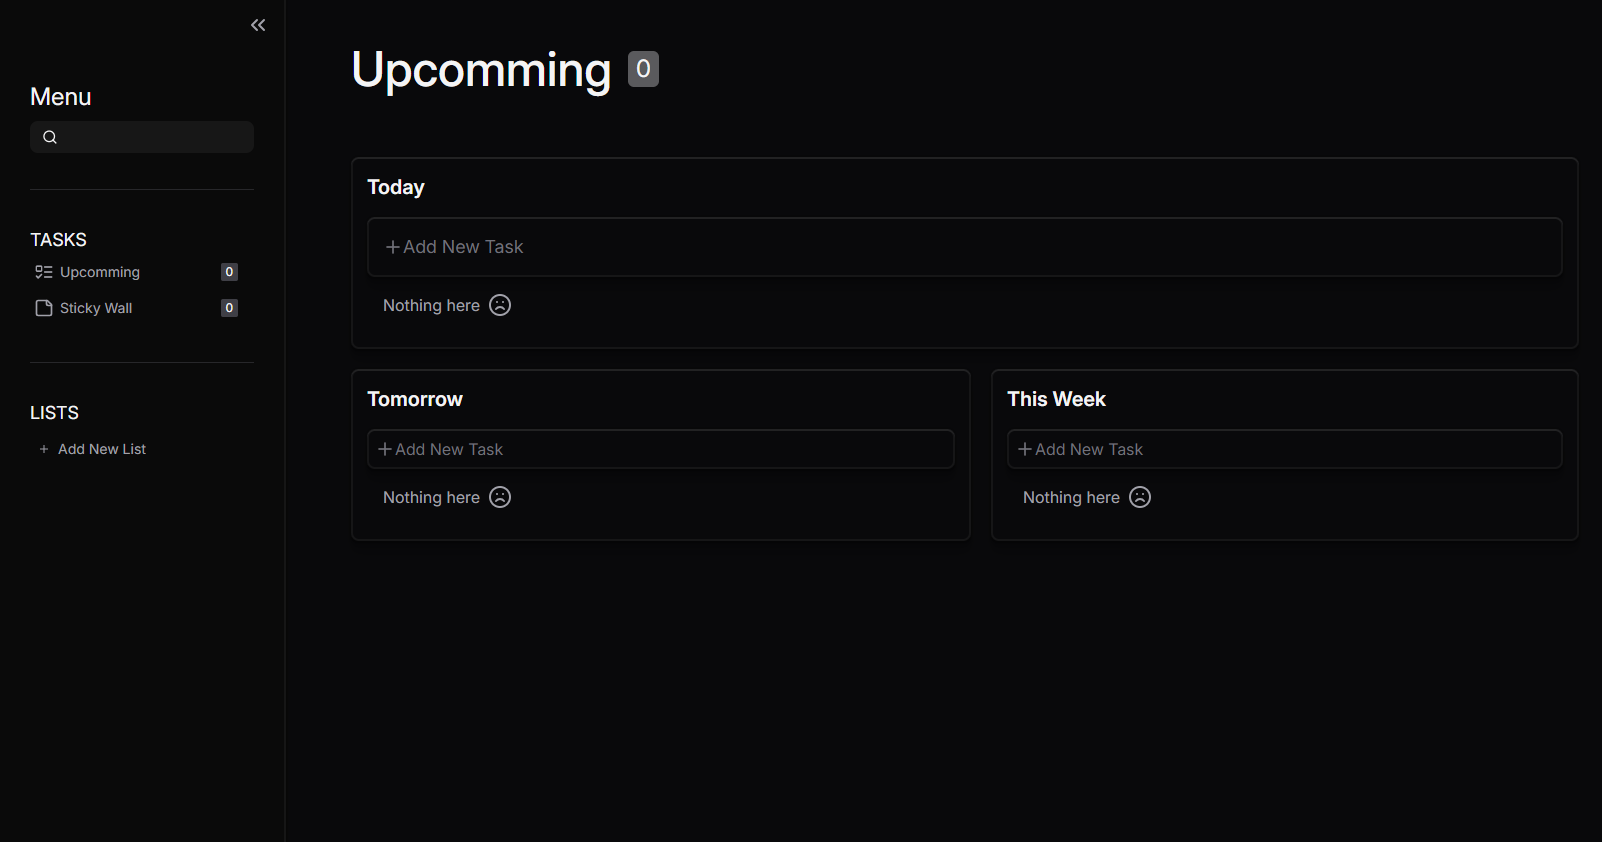 Menu
TASKS
Upcomming 0
Sticky Wall 0
LISTS
+ Add New List
Upcomming 0
Today
+ Add New Task
Nothing here
Tomorrow
+ Add New Task
Nothing here
This Week
+ Add New Task
Nothing here